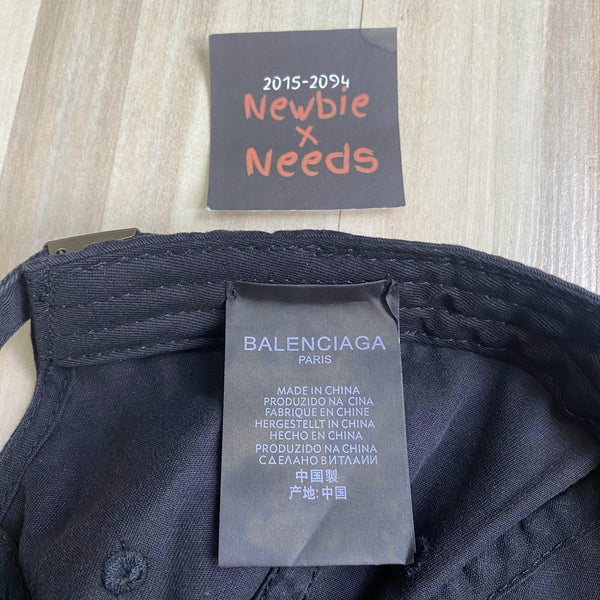 2015-2094
Newbie
x
Needs
BALENCIAGA
PARIS
MADE IN CHINA
PRODUZIDO NA CINA
FABRIQUE EN CHINE
HERGESTELLT IN CHINA
HECHO EN CHINA
PRODUZIDO NA CHINA
СДЕЛАНО ВИТЛАИИ
中国製
产地:中国